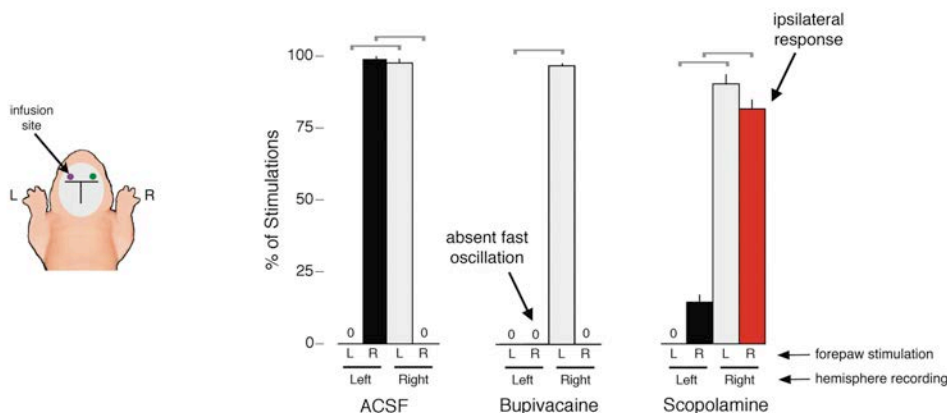 infusion
site
L
R
% of Stimulations
100
75
50
25
0
absent fast
oscillation
ipsilateral
response
0 0
0 0 0
0
L R L R
L R L R
L R L R
forepaw stimulation
Left Right
Left Right
Left Right
hemisphere recording
ACSF
Bupivacaine
Scopolamine